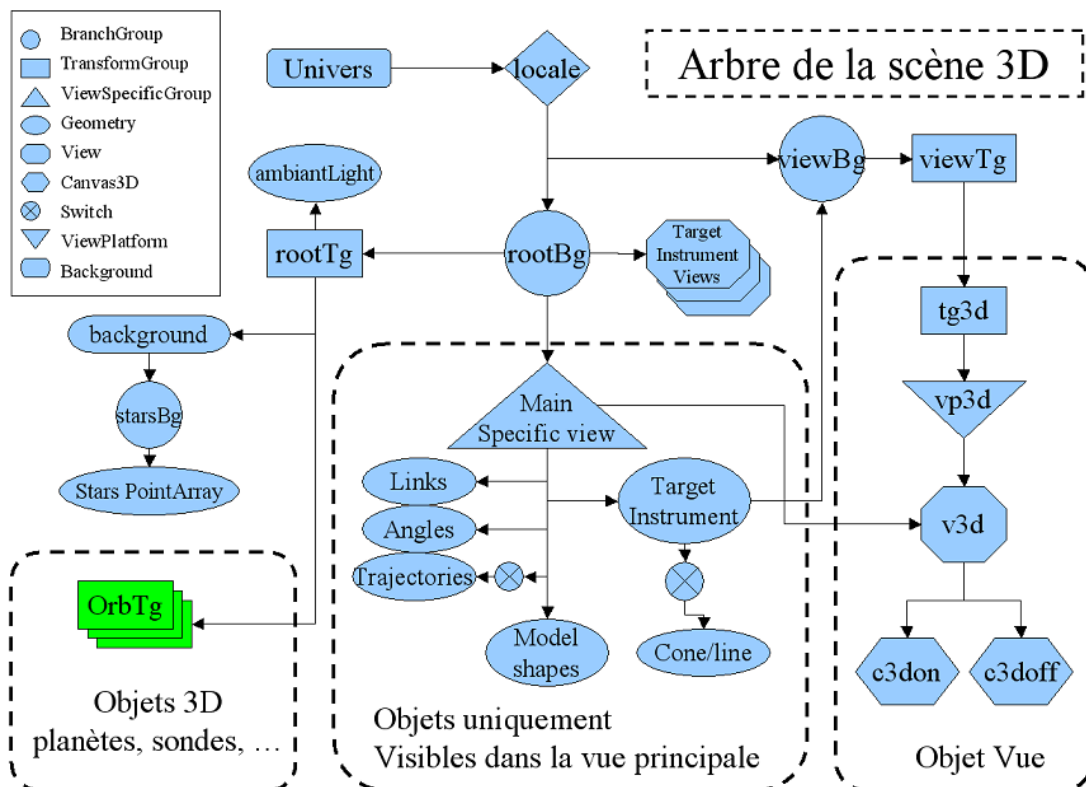 BranchGroup
TransformGroup
ViewSpecificGroup
Geometry
View
Canvas3D
Switch
ViewPlatform
Background
Univers
locale
Arbre de la scène 3D
ambiantLight
viewBg
viewTg
rootTg
rootBg
Target
Instrument
Views
background
tg3d
starsBg
Main
Specific view
vp3d
Stars PointArray
Links
Target
Instrument
Angles
v3d
Trajectories
OrbTg
Model
shapes
Cone/line
c3don
c3doff
Objets 3D
planètes, sondes, ...
Objets uniquement
Visibles dans la vue principale
Objet Vue